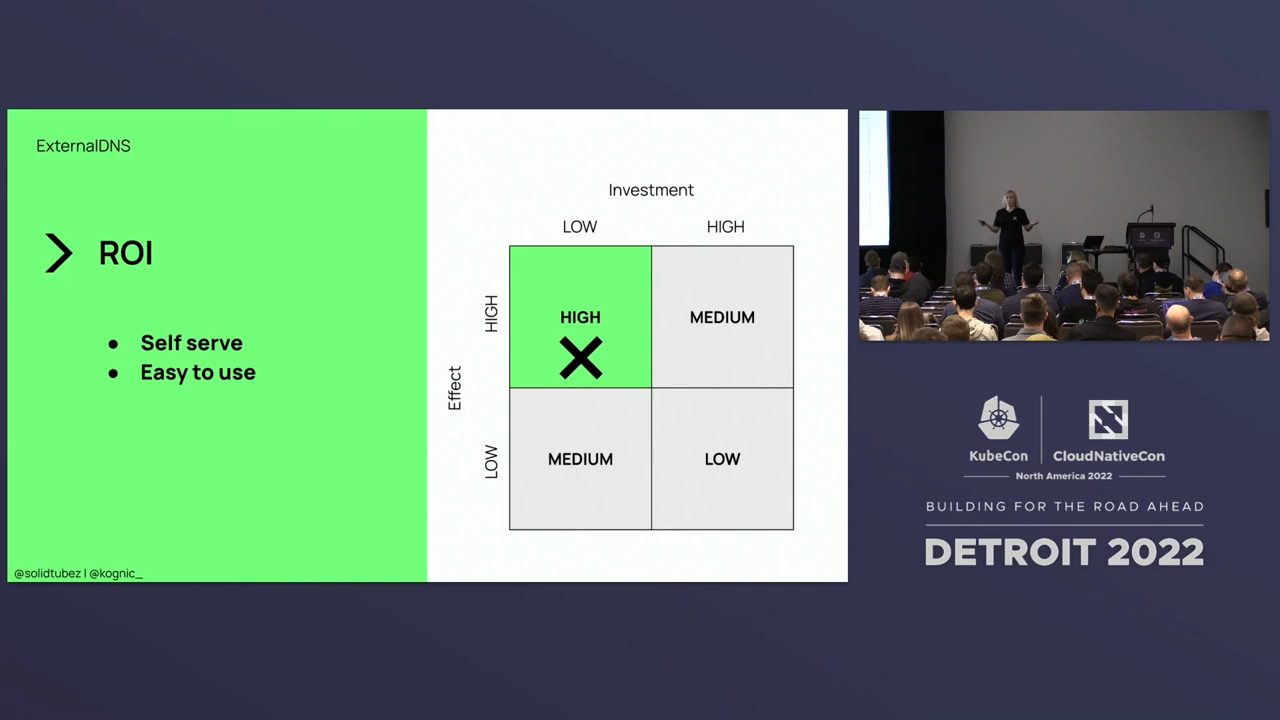 ExternalDNS
ROI
● Self serve
● Easy to use
@solidtubez | @kognic_
Investment
LOW HIGH
Effect
HIGH
HIGH
MEDIUM
LOW
MEDIUM
LOW
KubeCon
CloudNativeCon
North America 2022
BUILDING FOR THE ROAD AHEAD
DETROIT 2022